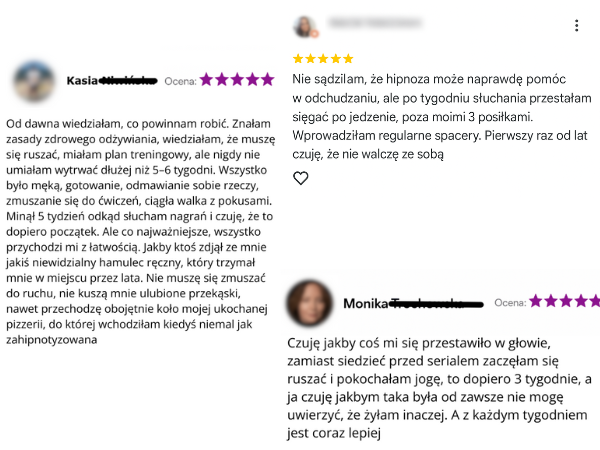 Kasia
Ocena:
Od dawna wiedziałam, co powinnam robić. Znałam
zasady zdrowego odżywiania, wiedziałam, że muszę
się ruszać, miałam plan treningowy, ale nigdy nie
umiałam wytrwać dłużej niż 5–6 tygodni. Wszystko
było męką, gotowanie, odmawianie sobie rzeczy,
zmuszanie się do ćwiczeń, ciągła walka z pokusami.
Minął 5 tydzień odkąd słucham nagrań i czuję, że to
dopiero początek. Ale co najważniejsze, wszystko
przychodzi mi z łatwością. Jakby ktoś zdjął ze mnie
jakiś niewidzialny hamulec ręczny, który trzymał
mnie w miejscu przez lata. Nie muszę się zmuszać
do ruchu, nie kuszą mnie ulubione przekąski,
nawet przechodzę obojętnie koło mojej ukochanej
pizzerii, do której wchodziłam kiedyś niemal jak
zahipnotyzowana
Nie sądzilam, że hipnoza może naprawdę pomóc
w odchudzaniu, ale po tygodniu słuchania przestałam
sięgać po jedzenie, poza moimi 3 posiłkami.
Wprowadziłam regularne spacery. Pierwszy raz od lat
czuję, że nie walczę ze sobą
Monika
Ocena:
Czuję jakby coś mi się przestawiło w głowie,
zamiast siedzieć przed serialem zaczęłam się
ruszać i pokochałam jogę, to dopiero 3 tygodnie, a
ja czuję jakbym taka była od zawsze nie mogę
uwierzyć, że żyłam inaczej. A z każdym tygodniem
jest coraz lepiej